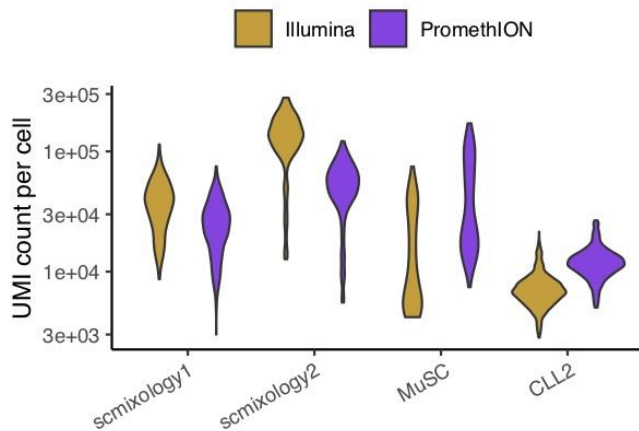 Illumina PromethION
UMI count per cell
3e+05
1e+05
3e+04
1e+04
3e+03
scmixology1
scmixology2
MuSC
CLL2